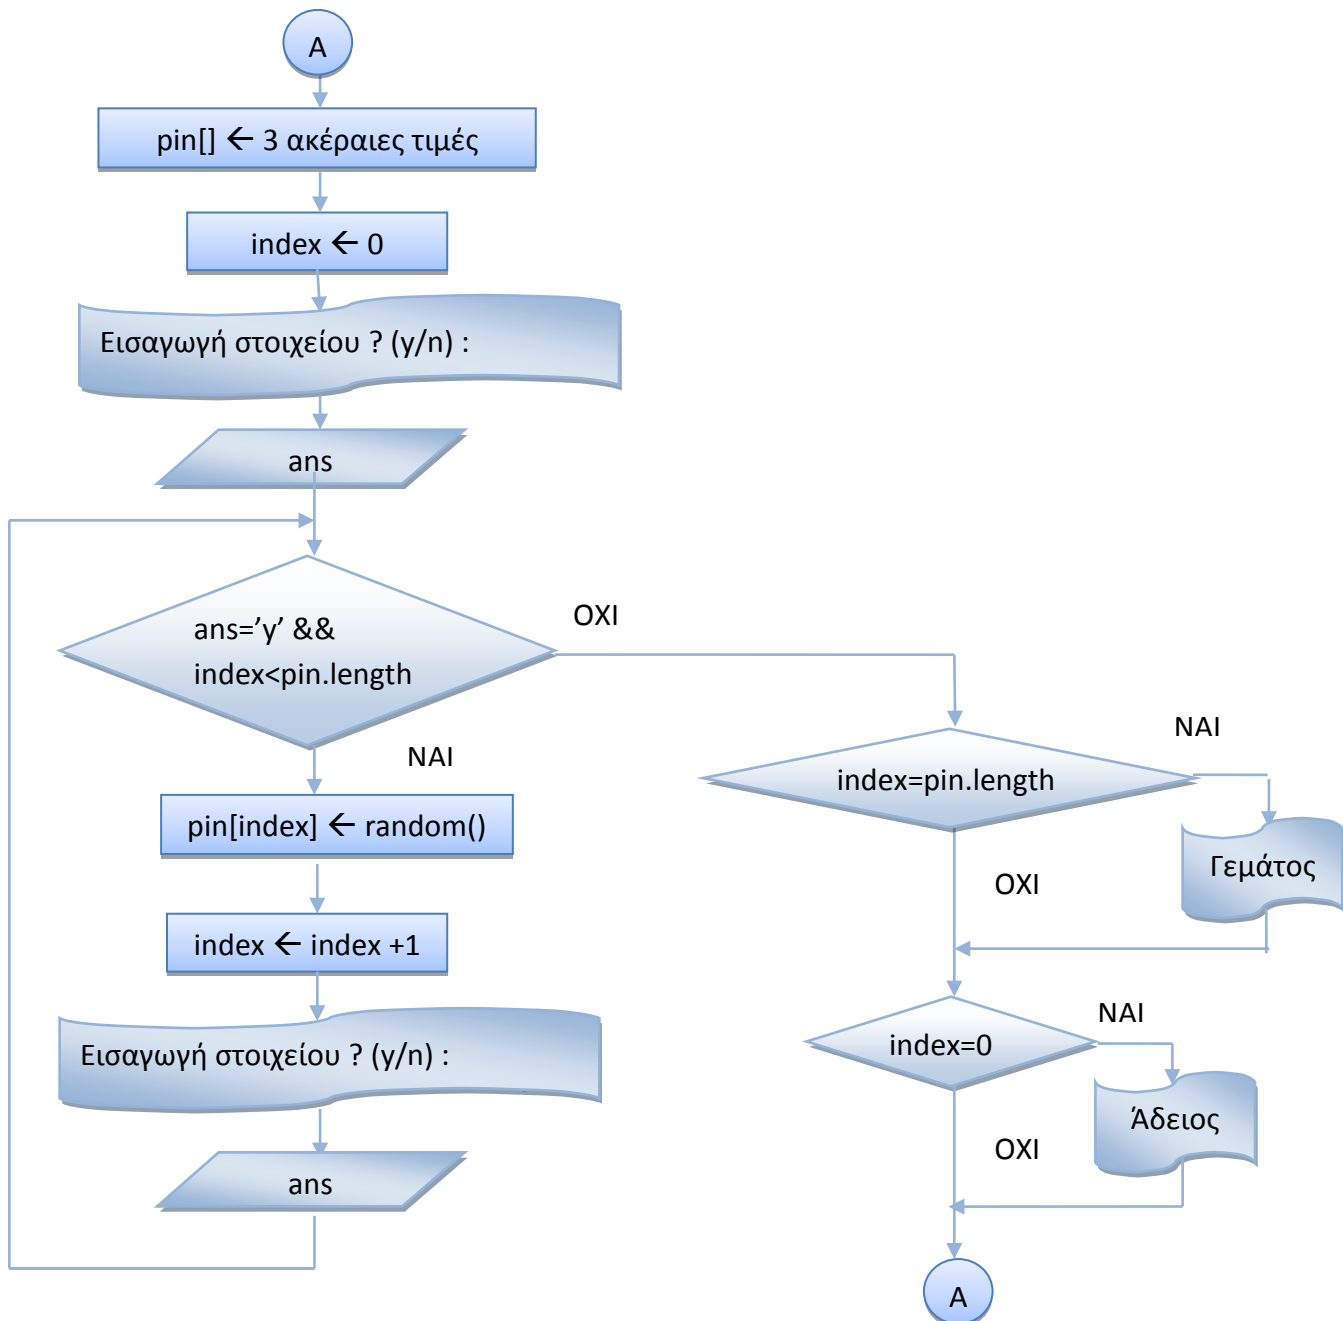 A
pin[] ← 3 ακέραιες τιμές
index ← 0
Εισαγωγή στοιχείου ? (y/n) :
ans
ans=’y’ &&
index<pin.length
ΟΧΙ
ΝΑΙ
pin[index] ← random()
index ← index +1
Εισαγωγή στοιχείου ? (y/n) :
ans
index=pin.length
ΝΑΙ
Γεμάτος
ΟΧΙ
index=0
ΝΑΙ
Άδειος
ΟΧΙ
A